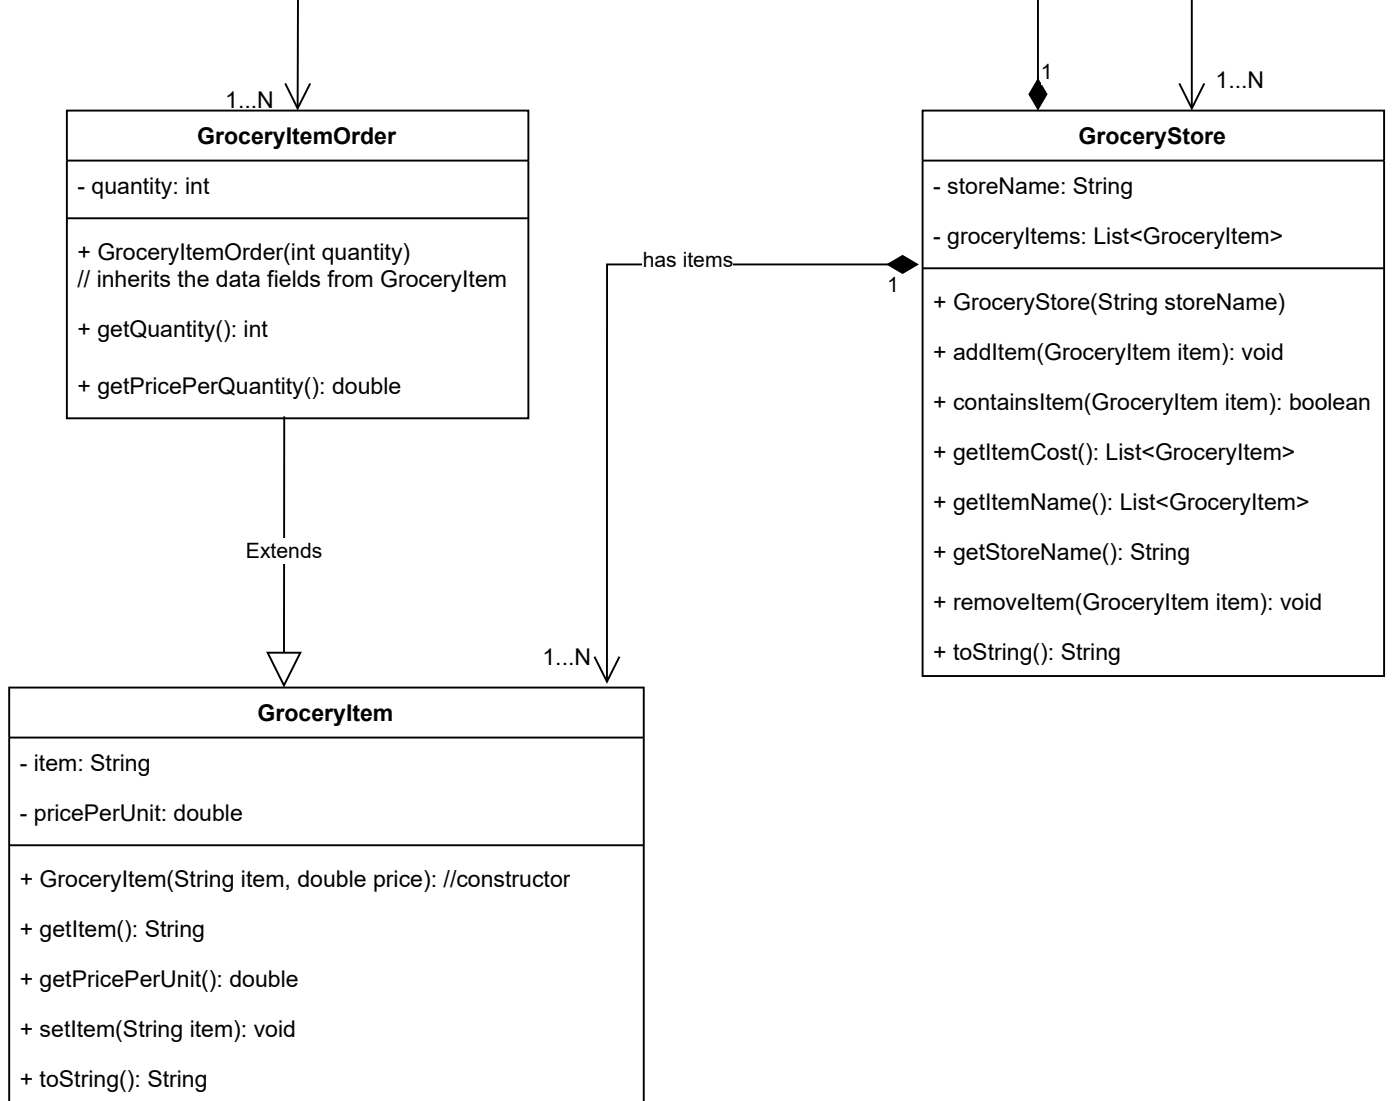 1...N
GroceryItemOrder
- quantity: int
+ GroceryItemOrder(int quantity)
// inherits the data fields from GroceryItem
+ getQuantity(): int
+ getPricePerQuantity(): double
Extends
1
1...N
GroceryStore
- storeName: String
- groceryItems: List<GroceryItem>
+ GroceryStore(String storeName)
+ addItem(GroceryItem item): void
+ containsItem(GroceryItem item): boolean
+ getItemCost(): List<GroceryItem>
+ getItemName(): List<GroceryItem>
+ getStoreName(): String
+ removeItem(GroceryItem item): void
+ toString(): String
has items
1
1...N
GroceryItem
- item: String
- pricePerUnit: double
+ GroceryItem(String item, double price): //constructor
+ getItem(): String
+ getPricePerUnit(): double
+ setItem(String item): void
+ toString(): String